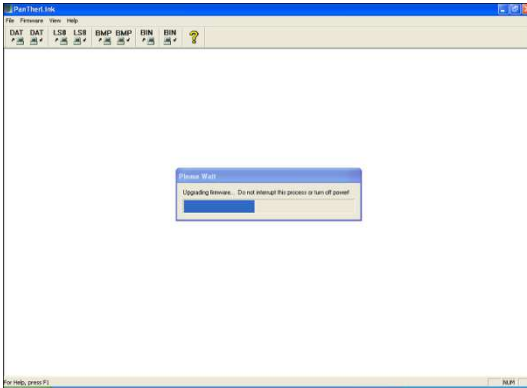 PanTherLink
File Firmware View Help
DAT DAT LS8 LS8 BMP BMP BIN BIN
Please Wait
Upgrading firmware... Do not interrupt this process or turn off power!
For Help, press F1
NUM